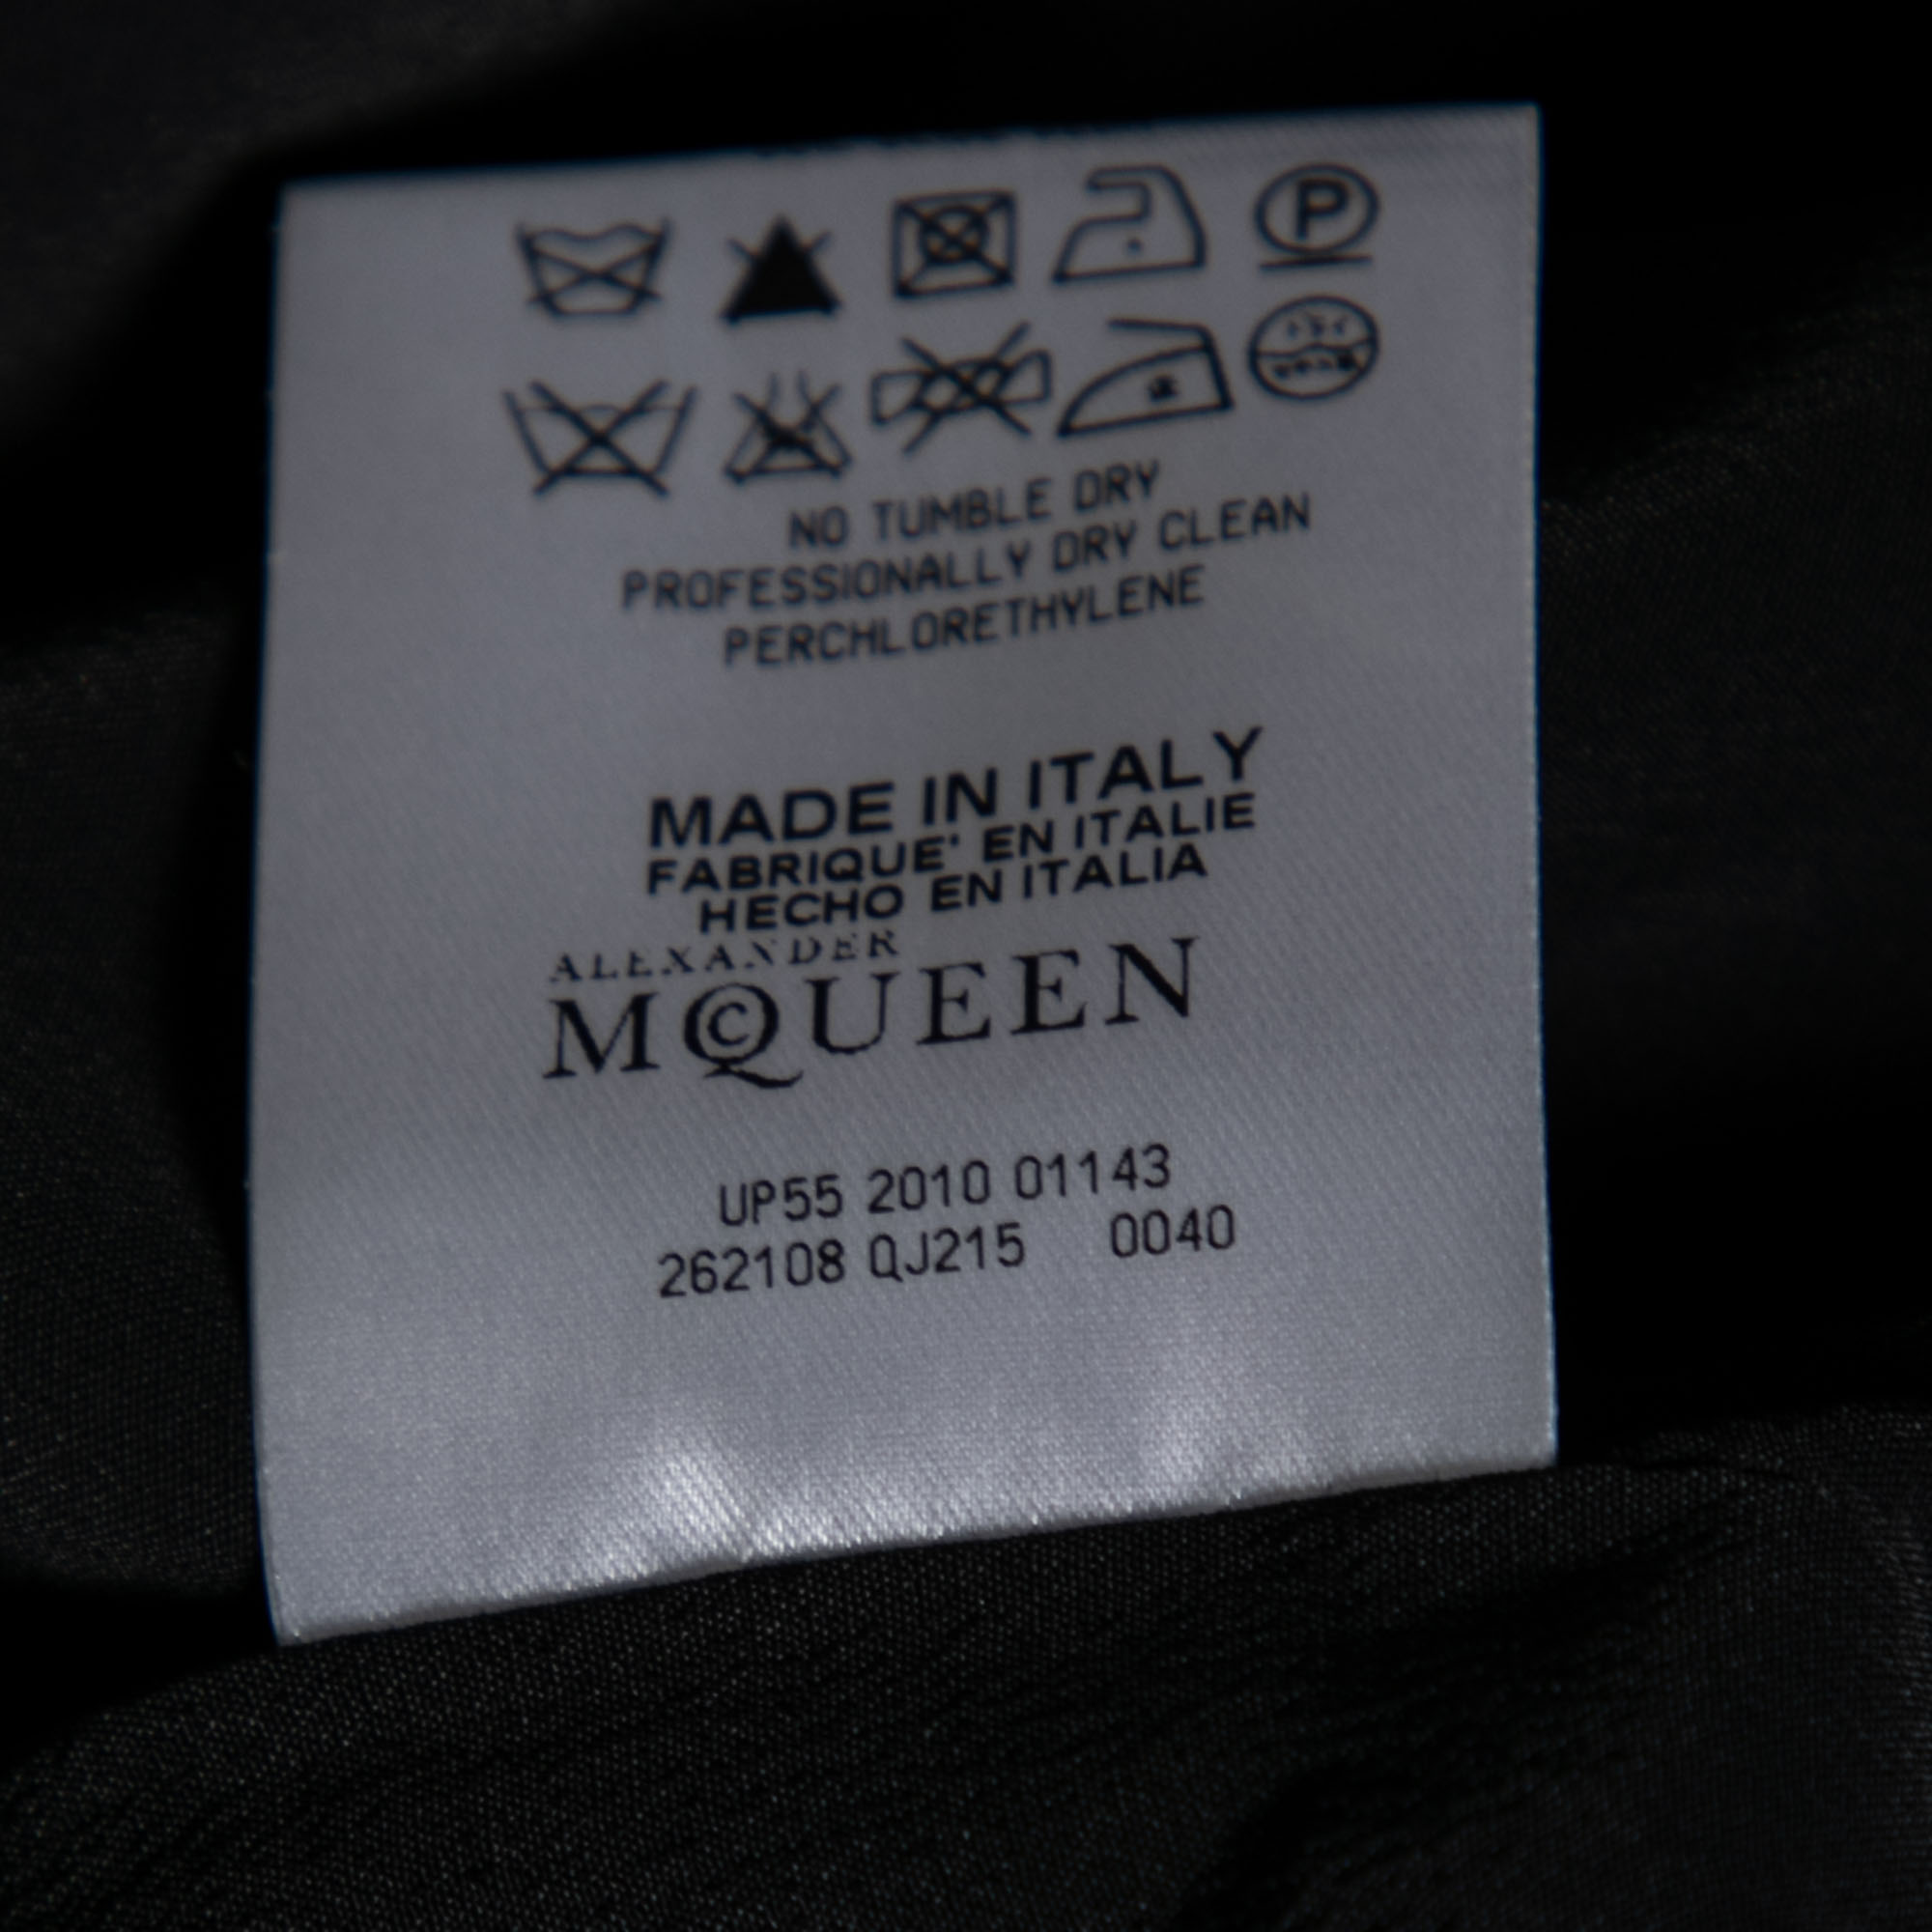 P
NO TUMBLE DRY
PROFESSIONALLY DRY CLEAN
PERCHLORETHYLENE
MADE IN ITALY
FABRIQUE' EN ITALIE
HECHO EN ITALIA
ALEXANDER
MCQUEEN
UP55 2010 01143
262108 QJ215 0040